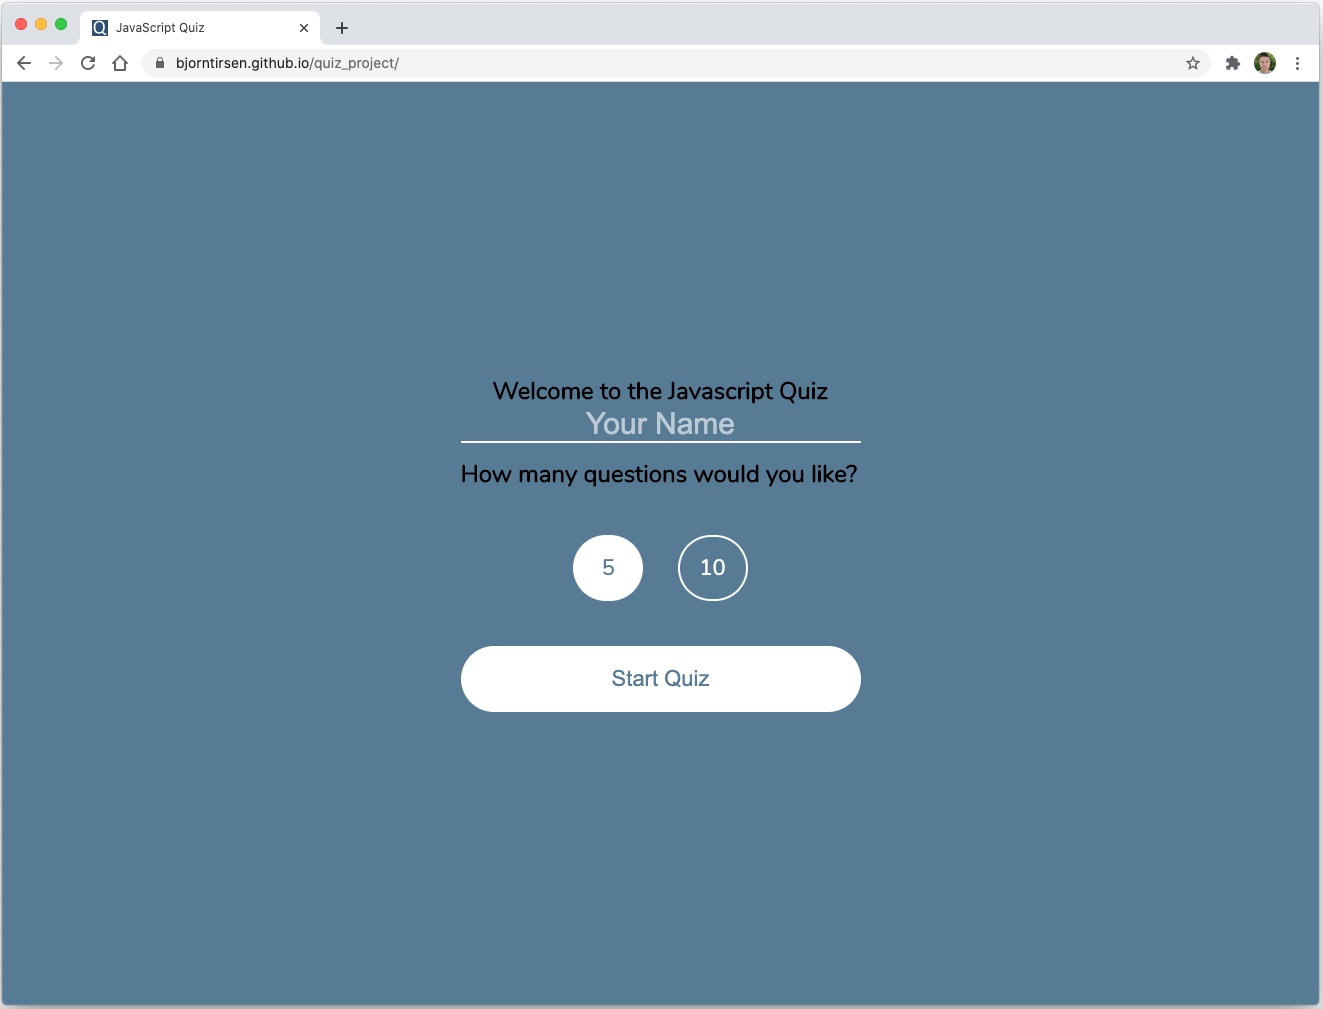 Q JavaScript Quiz
bjorntirsen.github.io/quiz_project/
Welcome to the Javascript Quiz
Your Name
How many questions would you like?
5 10
Start Quiz